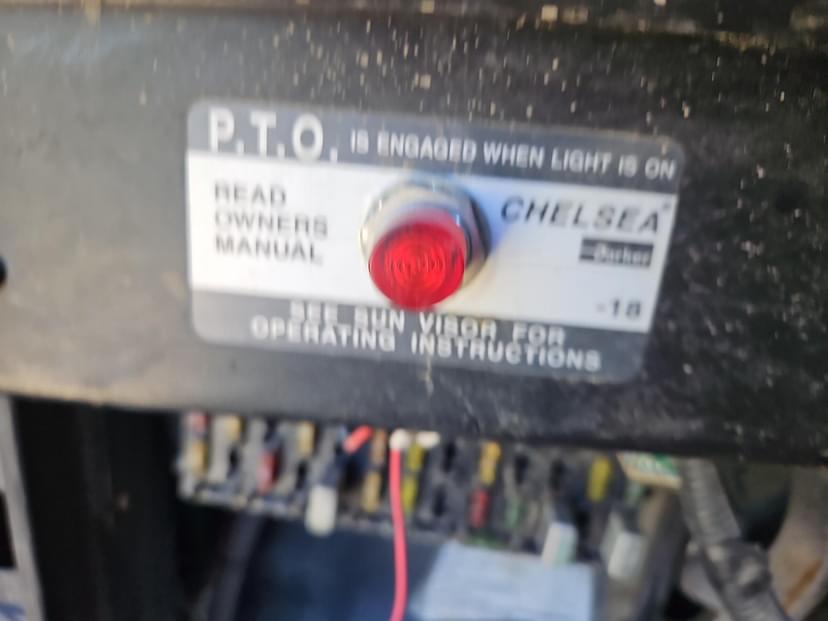 P.T.O. IS ENGAGED WHEN LIGHT IS ON
READ
OWNERS
MANUAL
CHELSEA
Parker
-18
SEE SUN VISOR FOR
OPERATING INSTRUCTIONS